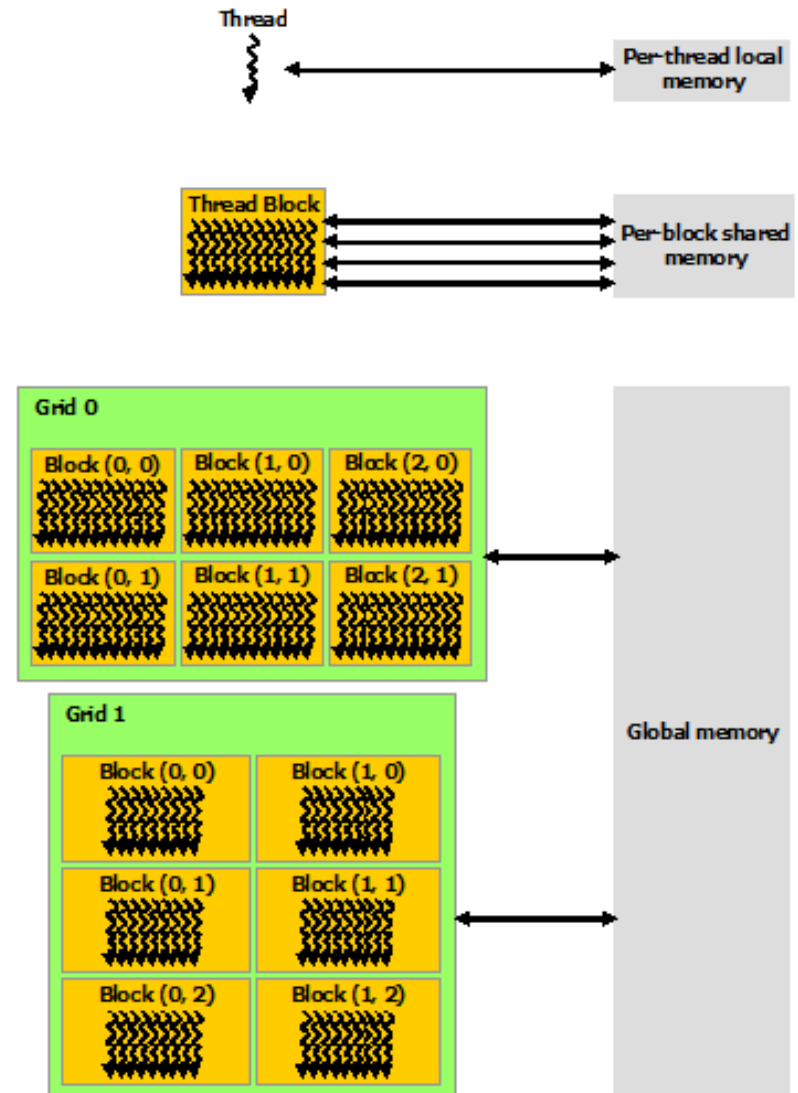 Thread
Per-thread local
memory
Thread Block
Per-block shared
memory
Grid 0
Block (0, 0) Block (1, 0) Block (2, 0)
Block (0, 1) Block (1, 1) Block (2, 1)
Grid 1
Global memory
Block (0, 0) Block (1, 0)
Block (0, 1) Block (1, 1)
Block (0, 2) Block (1, 2)